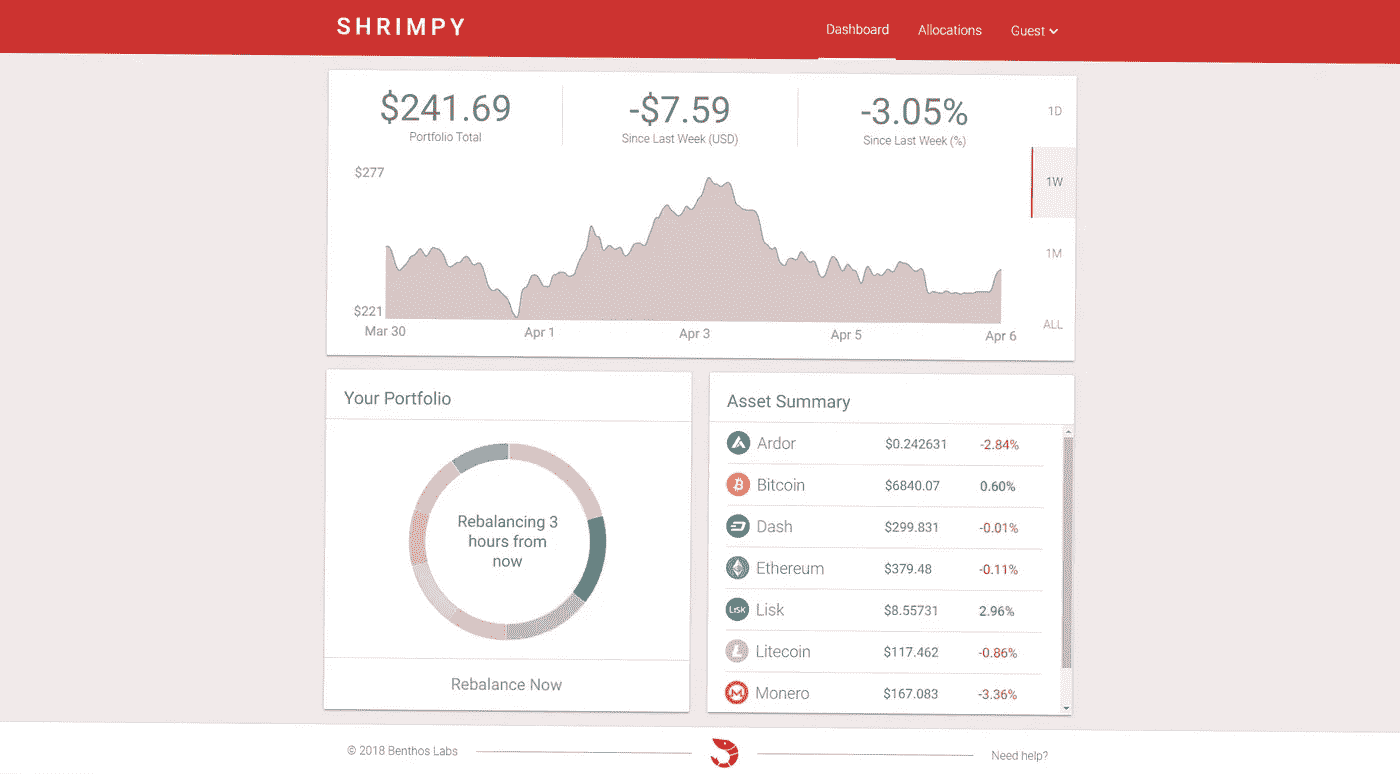 SHRIMPY
Dashboard Allocations Guest
$241.69 -$7.59 -3.05%
Portfolio Total Since Last Week (USD) Since Last Week (%)
1D
1W
1M
ALL
$277
$221
Mar 30 Apr 1 Apr 3 Apr 5 Apr 6
Your Portfolio
Rebalancing 3
hours from
now
Rebalance Now
Asset Summary
Ardor $0.242631 -2.84%
Bitcoin $6840.07 0.60%
Dash $299.831 -0.01%
Ethereum $379.48 -0.11%
LISK Lisk $8.55731 2.96%
Litecoin $117.462 -0.86%
Monero $167.083 -3.36%
© 2018 Benthos Labs Need help?